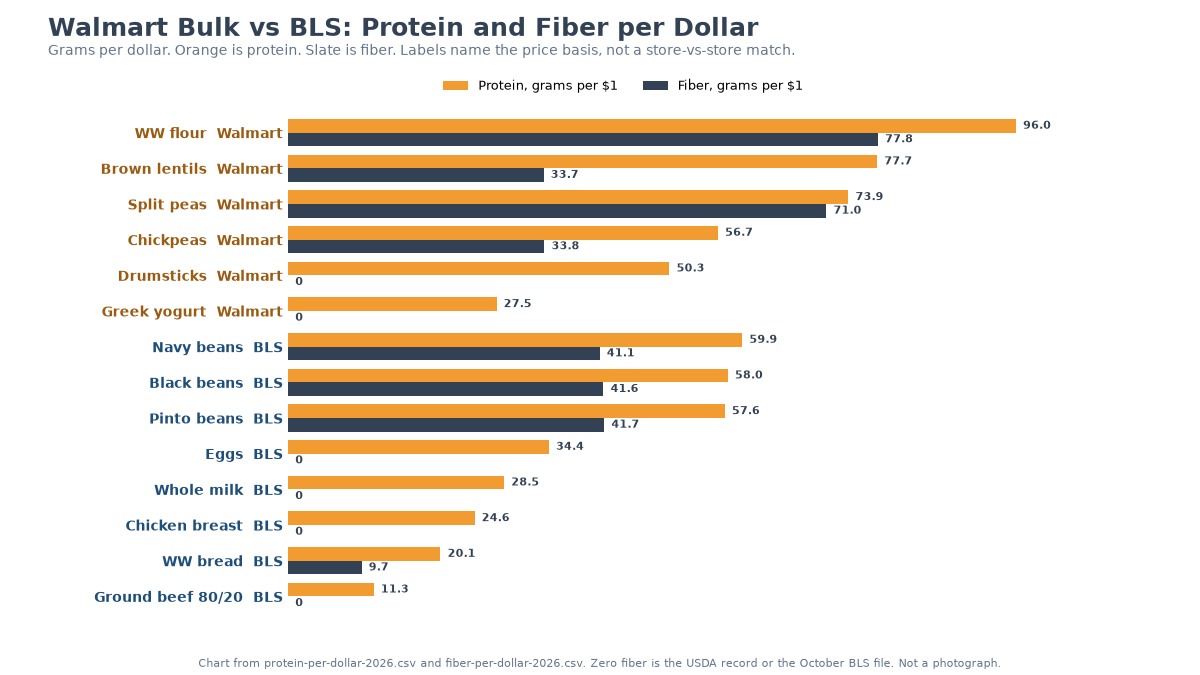 Walmart Bulk vs BLS: Protein and Fiber per Dollar
Grams per dollar. Orange is protein. Slate is fiber. Labels name the price basis, not a store-vs-store match.
Protein, grams per $1 Fiber, grams per $1
WW flour Walmart 96.0
77.8
Brown lentils Walmart 77.7
33.7
Split peas Walmart 73.9
71.0
Chickpeas Walmart 56.7
33.8
Drumsticks Walmart 50.3
0
Greek yogurt Walmart 27.5
0
Navy beans BLS 59.9
41.1
Black beans BLS 58.0
41.6
Pinto beans BLS 57.6
41.7
Eggs BLS 34.4
0
Whole milk BLS 28.5
0
Chicken breast BLS 24.6
0
WW bread BLS 20.1
9.7
Ground beef 80/20 BLS 11.3
0
Chart from protein-per-dollar-2026.csv and fiber-per-dollar-2026.csv. Zero fiber is the USDA record or the October BLS file. Not a photograph.